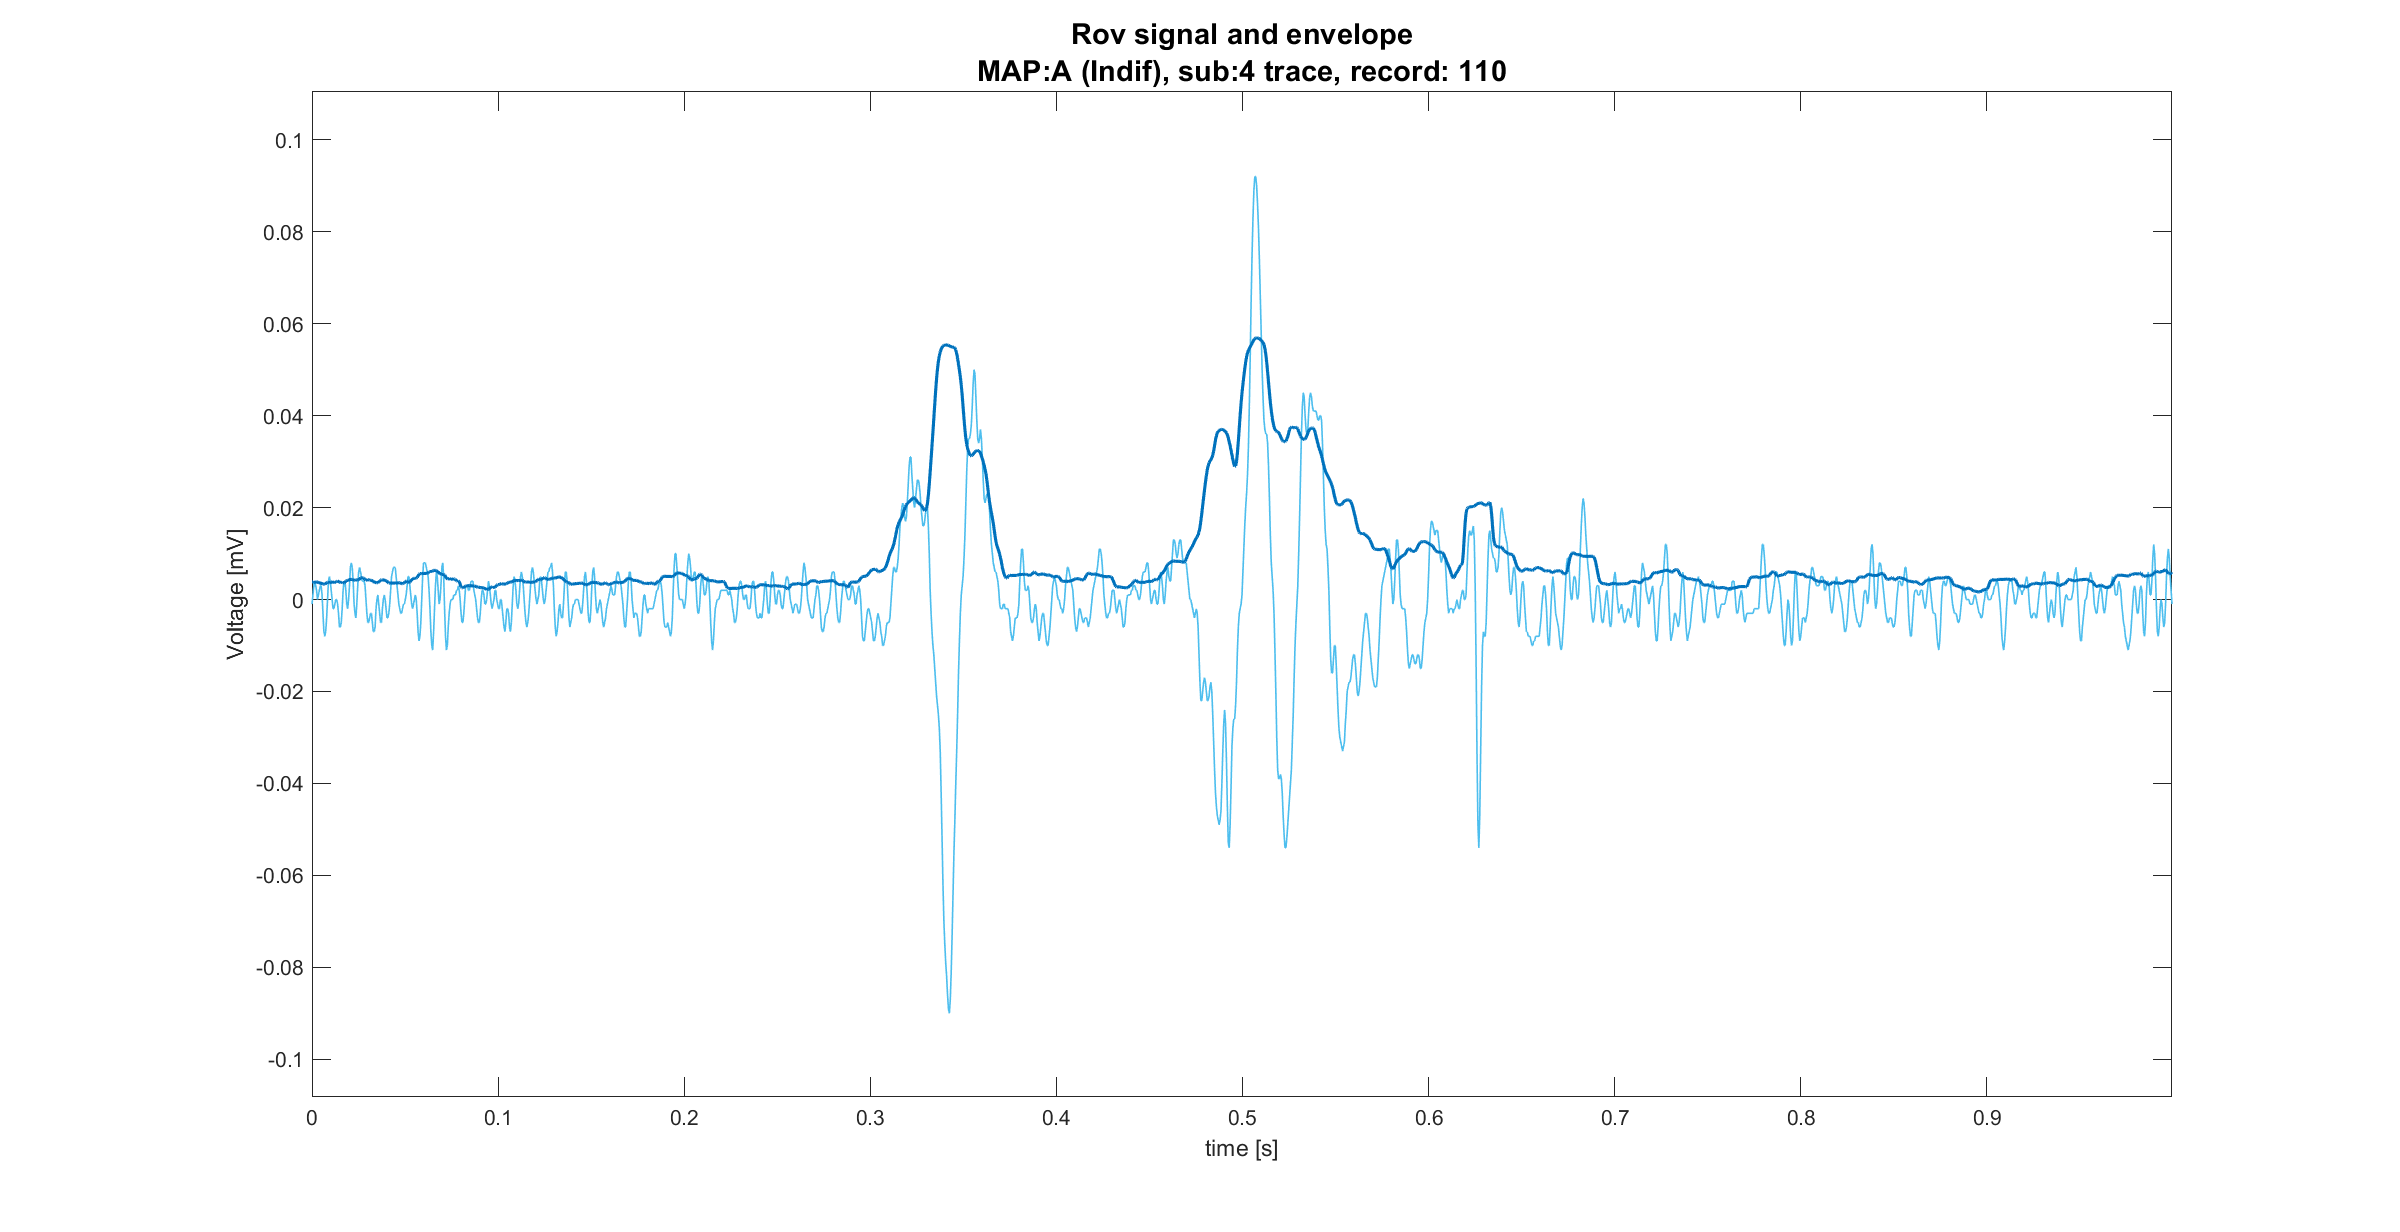 Rov signal and envelope
MAP:A (Indif), sub:4 trace, record: 110
0.1
0.08
0.06
0.04
0.02
0
-0.02
-0.04
-0.06
-0.08
-0.1
Voltage [mV]
0 0.1 0.2 0.3 0.4 0.5 0.6 0.7 0.8 0.9
time [s]